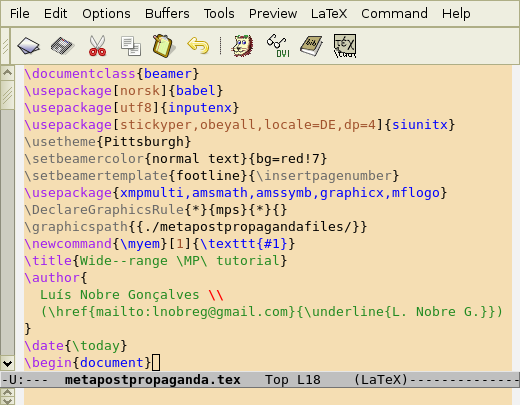 File Edit Options Buffers Tools Preview LaTeX Command Help
DVI
bib
τέχ
\documentclass{beamer}
\usepackage[norsk]{babel}
\usepackage[utf8]{inputenx}
\usepackage[stickyper,obeyall,locale=DE,dp=4]{siunitx}
\usetheme{Pittsburgh}
\setbeamercolor{normal text}{bg=red!7}
\setbeamertemplate{footline}{\insertpagenumber}
\usepackage{xmpmulti,amsmath,amssymb,graphicx,mflogo}
\DeclareGraphicsRule{*}{mps}{*}{}
\graphicspath{{./metapostpropagandafiles/}}
\newcommand{\myem}[1]{\texttt{#1}}
\title{Wide--range \MP\ tutorial}
\author{
  Luís Nobre Gonçalves \\
  (\href{mailto:lnobreg@gmail.com}{\underline{L. Nobre G.}})
}
\date{\today}
\begin{document}
-U:--- metapostpropaganda.tex Top L18 (LaTeX)--------------